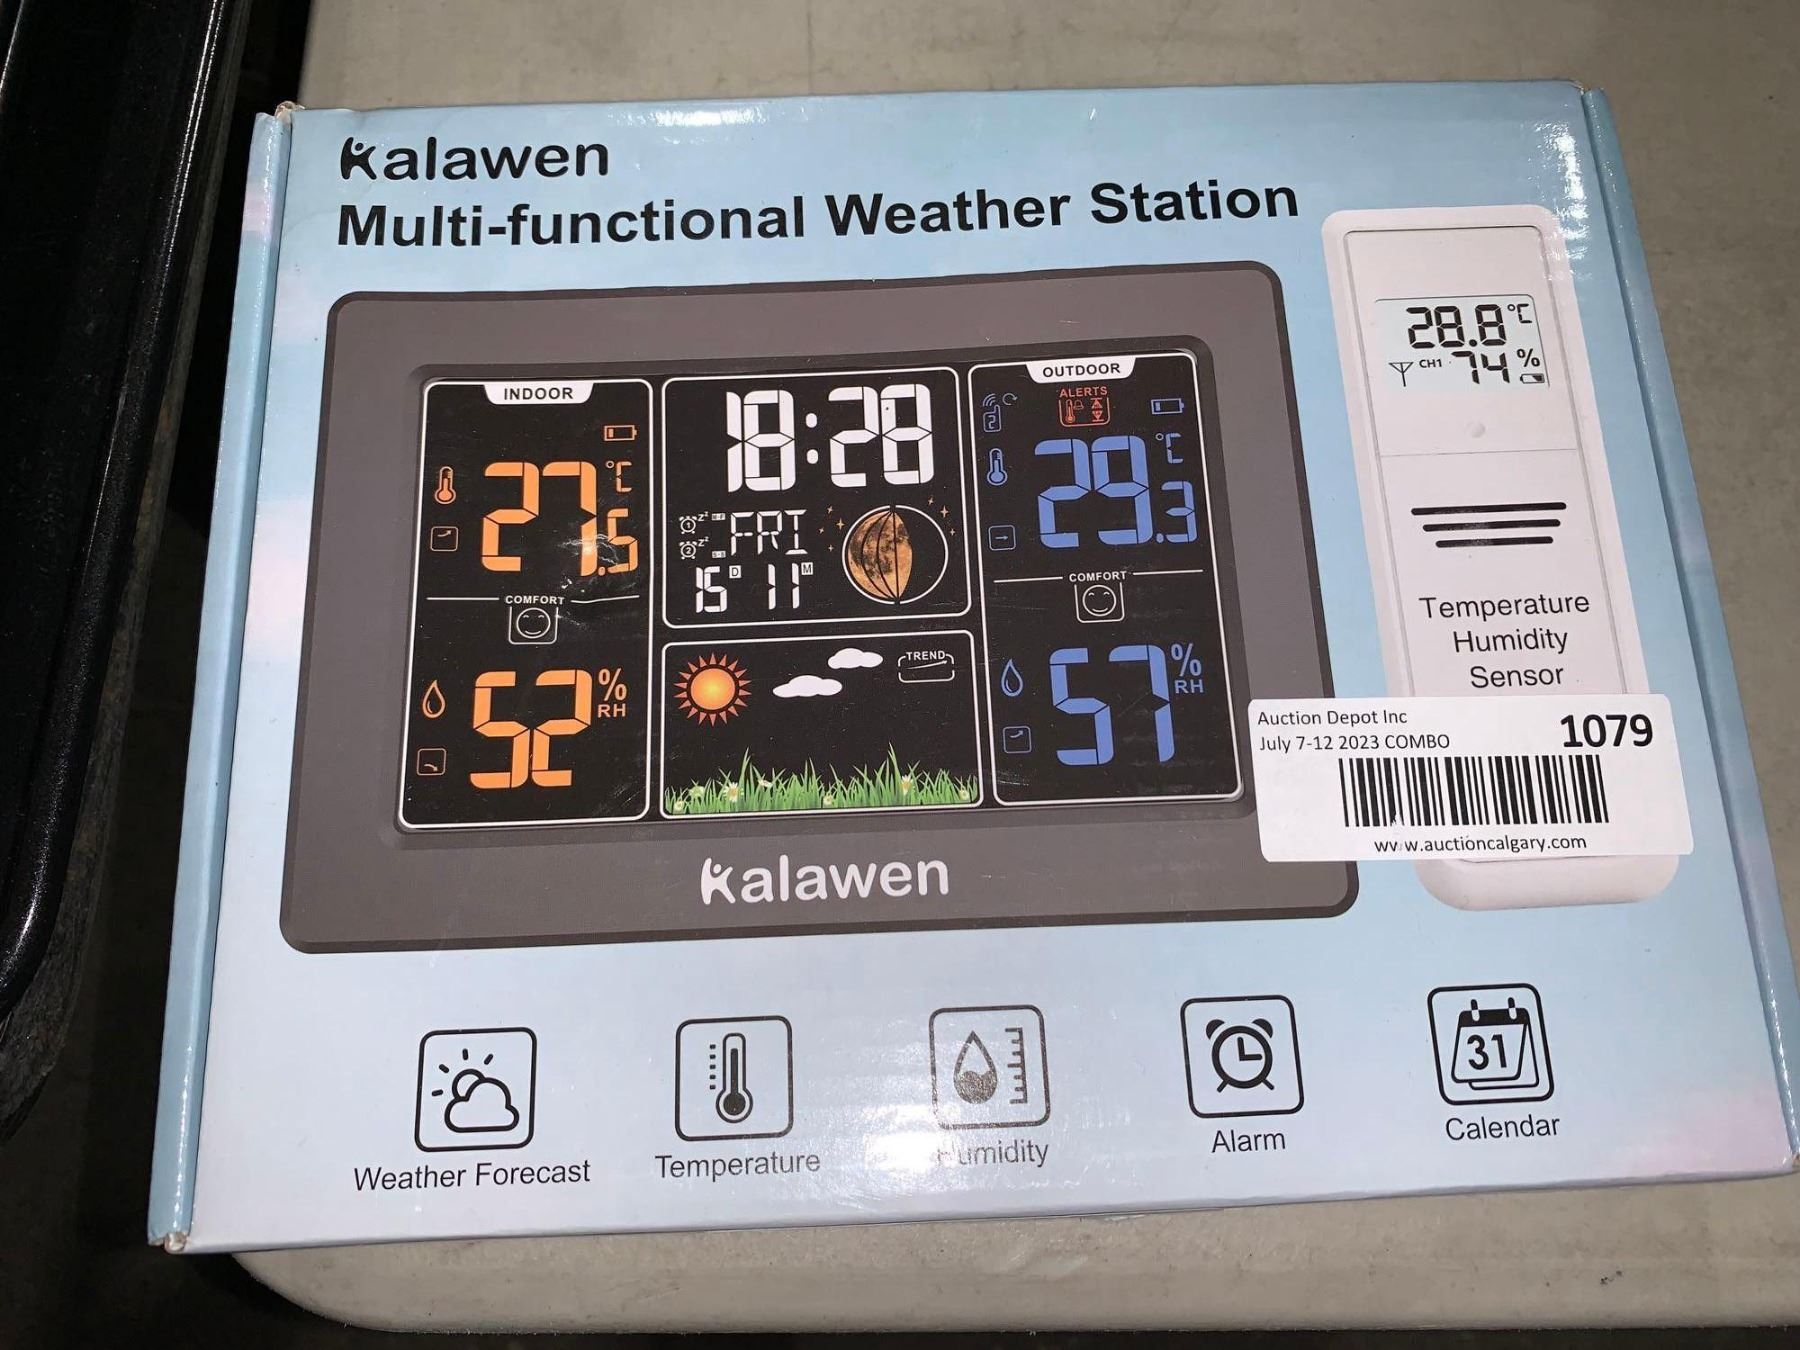 Kalawen
Multi-functional Weather Station
INDOOR
27.5 °C
COMFORT
52 % RH
18:28
FRI
15 D 11 M
TREND
OUTDOOR
ALERTS
2
29.3 °C
COMFORT
57 % RH
Kalawen
28.8 °C
CH1 74 %
Temperature
Humidity
Sensor
Auction Depot Inc
July 7-12 2023 COMBO
1079
www.auctioncalgary.com
Weather Forecast
Temperature
Humidity
Alarm
31
Calendar